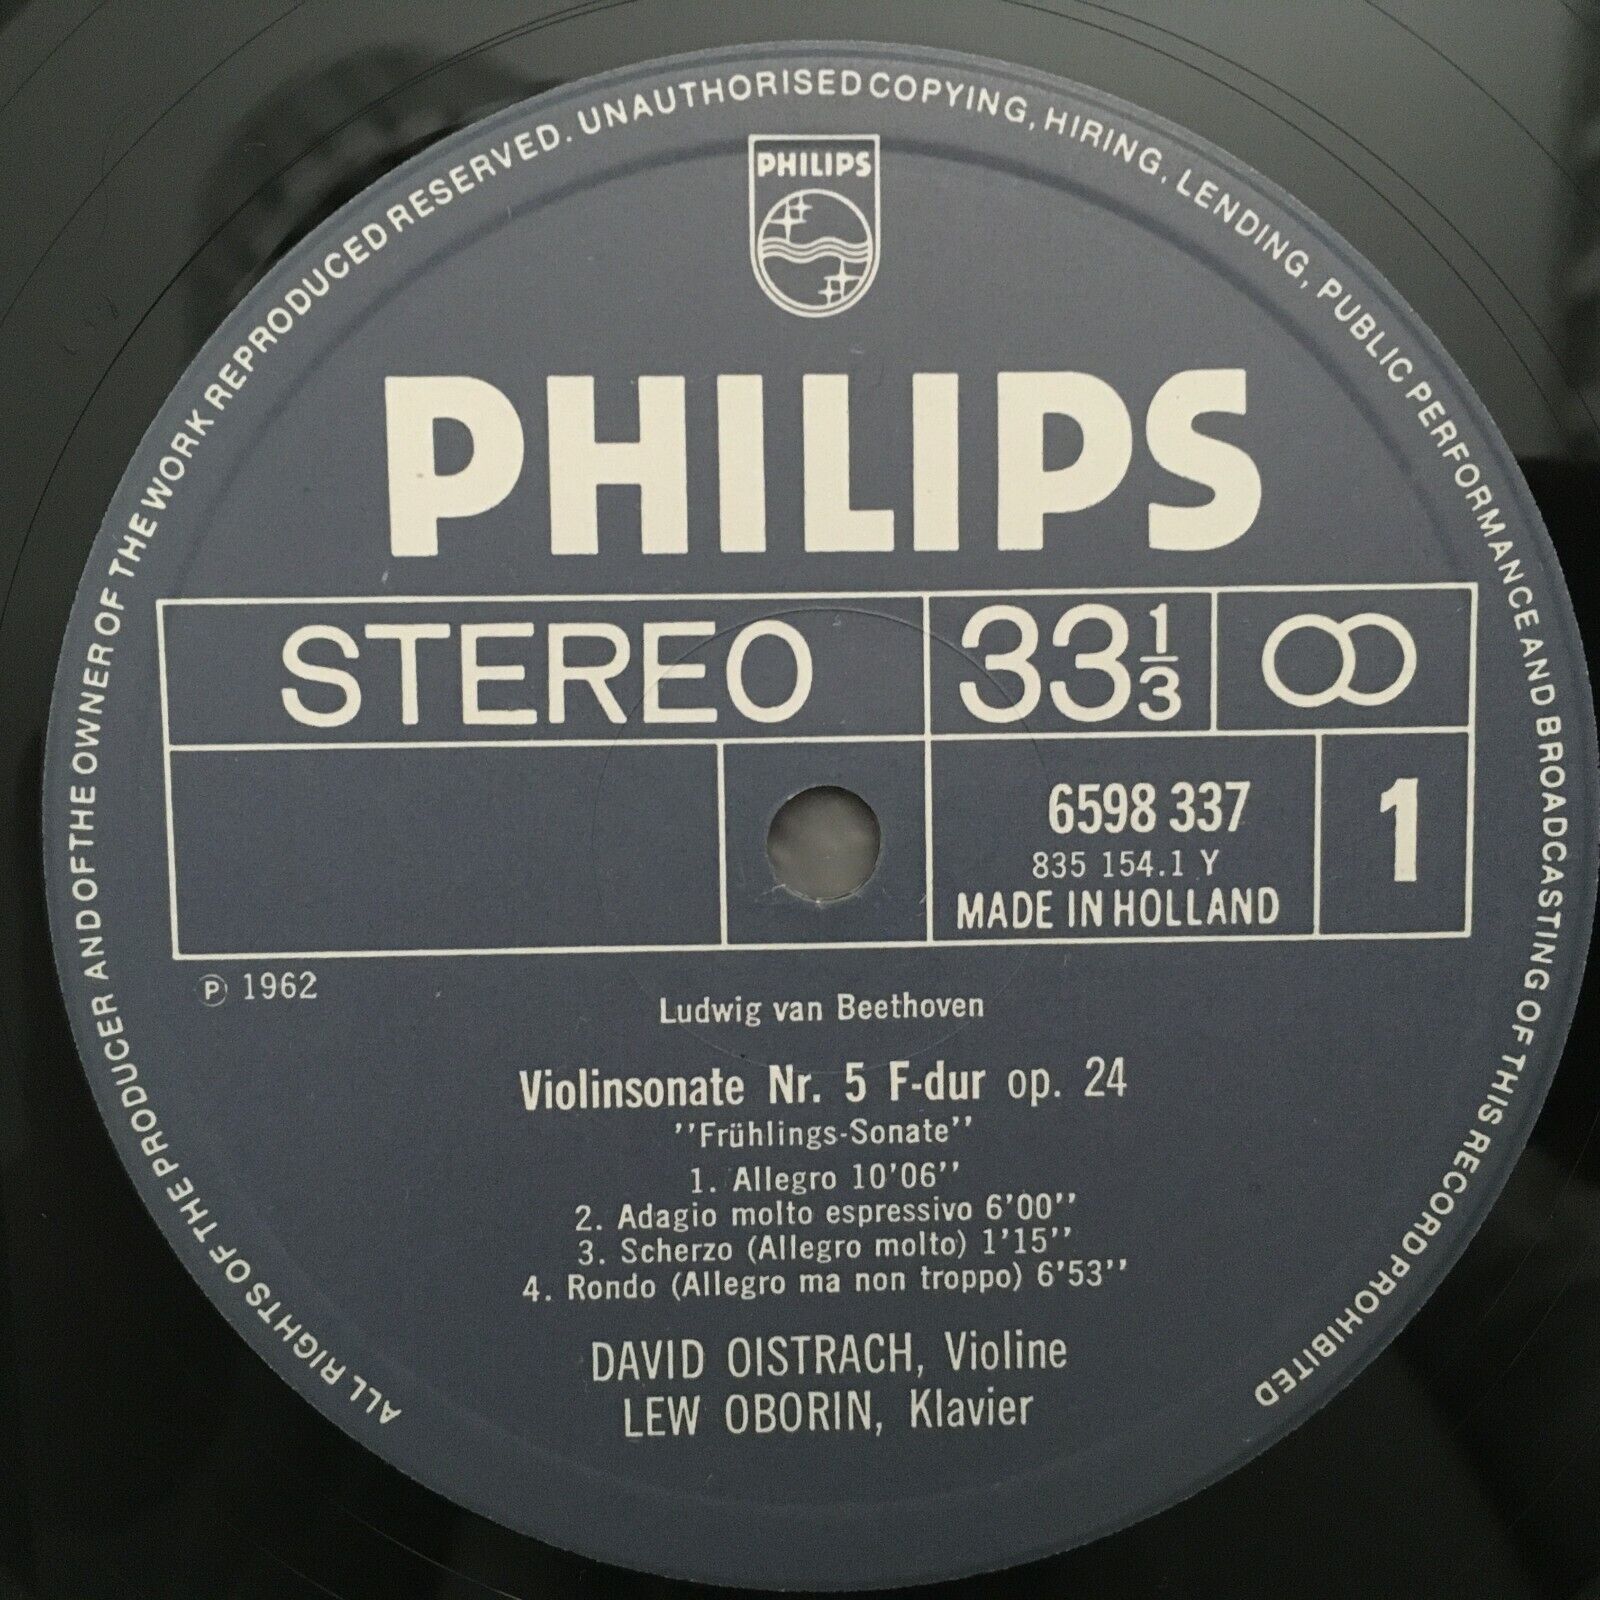 ALL RIGHTS OF THE PRODUCER AND OF THE OWNER OF THE WORK REPRODUCED RESERVED. UNAUTHORISED COPYING, HIRING, LENDING, PUBLIC PERFORMANCE AND BROADCASTING OF THIS RECORD PROHIBITED
PHILIPS
PHILIPS
STEREO 33 1/3
6598 337 1
835 154.1 Y
MADE IN HOLLAND
℗ 1962
Ludwig van Beethoven
Violinsonate Nr. 5 F-dur op. 24
''Frühlings-Sonate''
1. Allegro 10'06''
2. Adagio molto espressivo 6'00''
3. Scherzo (Allegro molto) 1'15''
4. Rondo (Allegro ma non troppo) 6'53''
DAVID OISTRACH, Violine
LEW OBORIN, Klavier